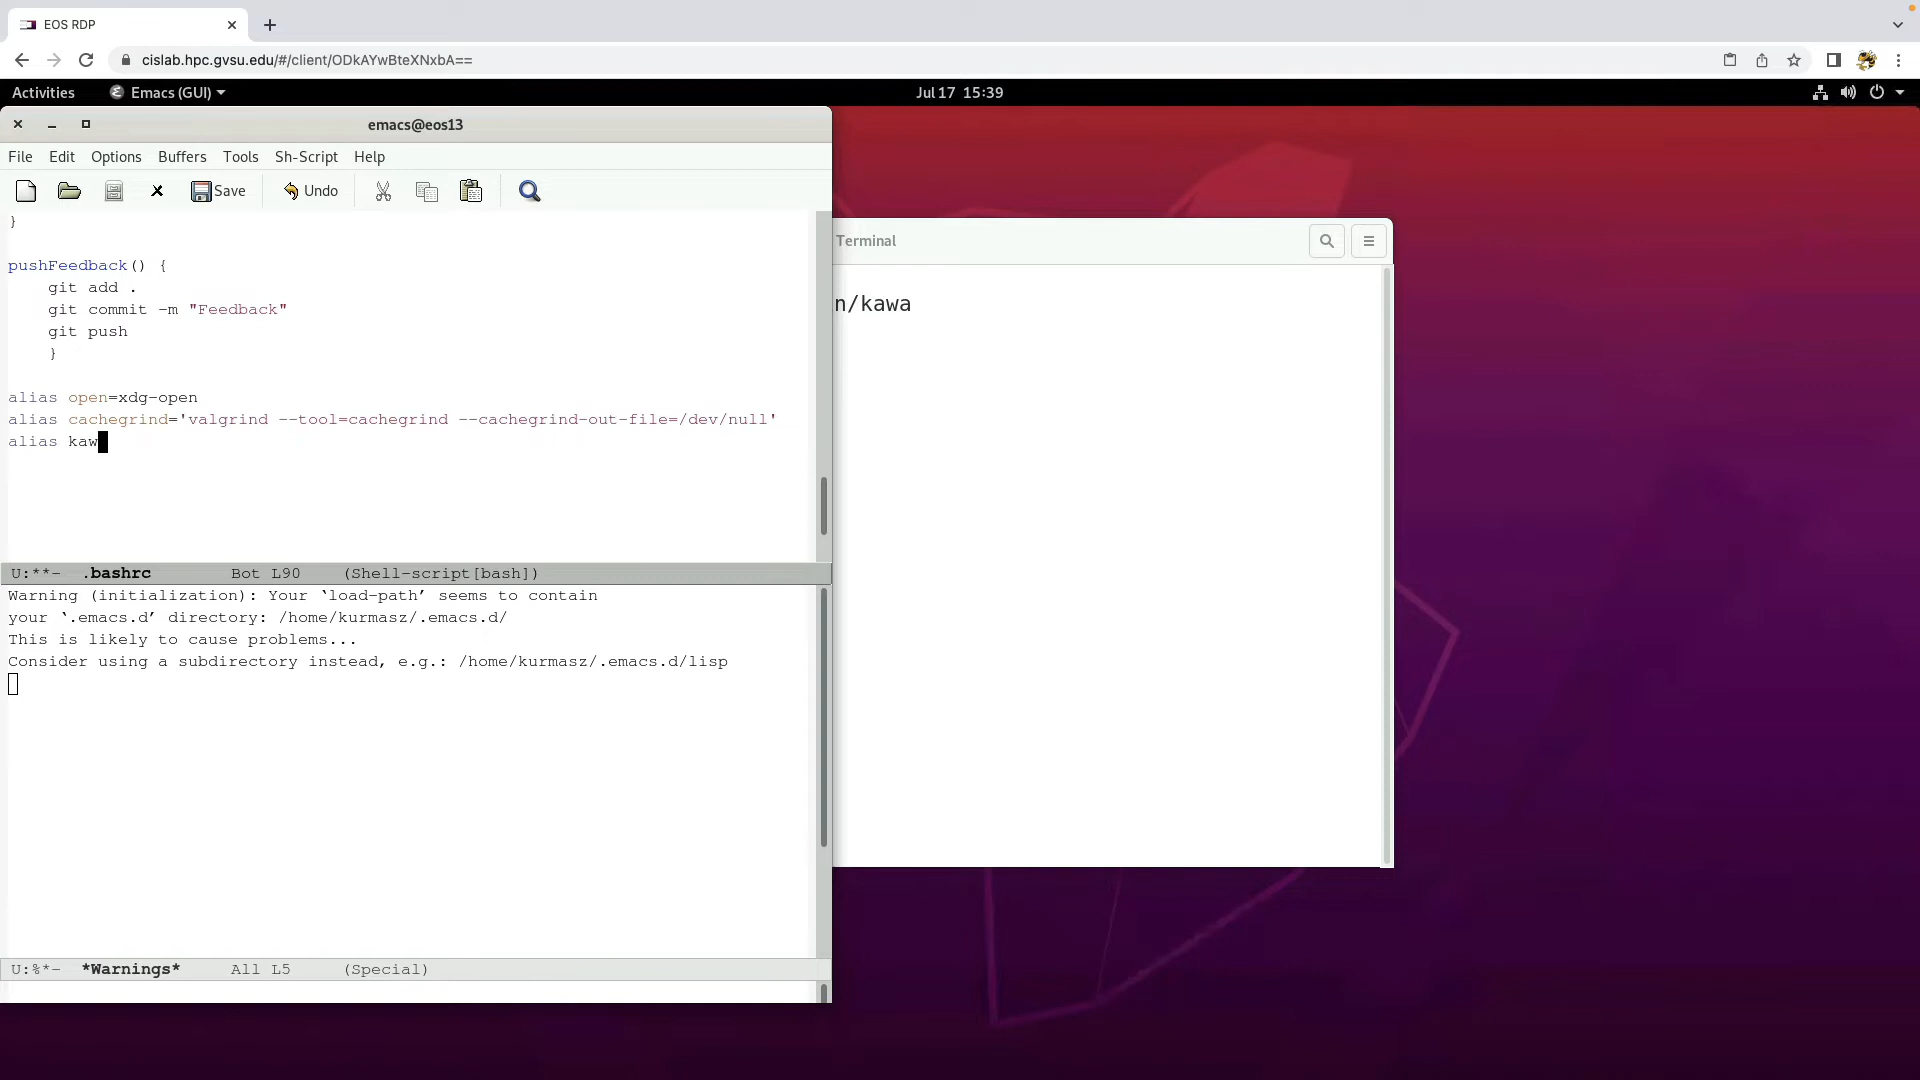 EOS RDP
cislab.hpc.gvsu.edu/#/client/ODkAYwBteXNxbA==
Activities
Emacs (GUI)
Jul 17 15:39
emacs@eos13
File Edit Options Buffers Tools Sh-Script Help
Save
Undo
}
pushFeedback() {
git add .
git commit -m "Feedback"
git push
}
alias open=xdg-open
alias cachegrind='valgrind --tool=cachegrind --cachegrind-out-file=/dev/null'
alias kaw
U:**- .bashrc Bot L90 (Shell-script[bash])
Warning (initialization): Your ‘load-path’ seems to contain
your ‘.emacs.d’ directory: /home/kurmasz/.emacs.d/
This is likely to cause problems...
Consider using a subdirectory instead, e.g.: /home/kurmasz/.emacs.d/lisp
U:%*- *Warnings* All L5 (Special)
Terminal
n/kawa